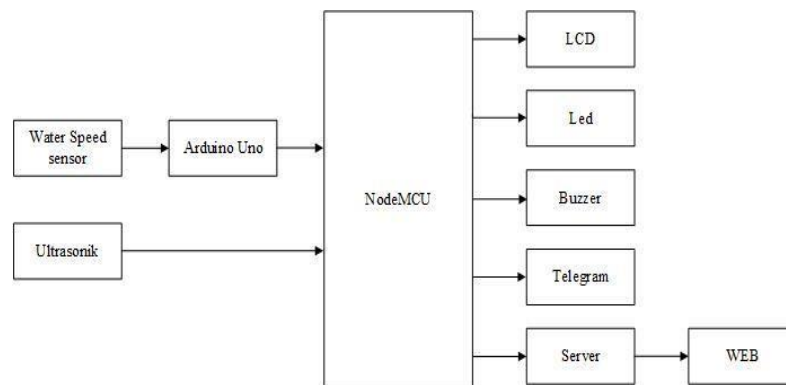 LCD
Led
Water Speed
sensor
Arduino Uno
NodeMCU
Buzzer
Ultrasonik
Telegram
Server
WEB